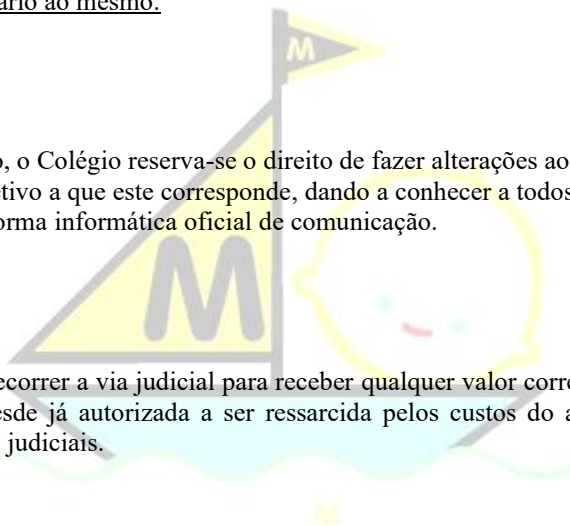 ário ao mesmo.
M
o, o Colégio reserva-se o direito de fazer alterações ao
etivo a que este corresponde, dando a conhecer a todos
orma informática oficial de comunicação.
M
ecorrer a via judicial para receber qualquer valor corre
esde já autorizada a ser ressarcida pelos custos do a
judiciais.
M